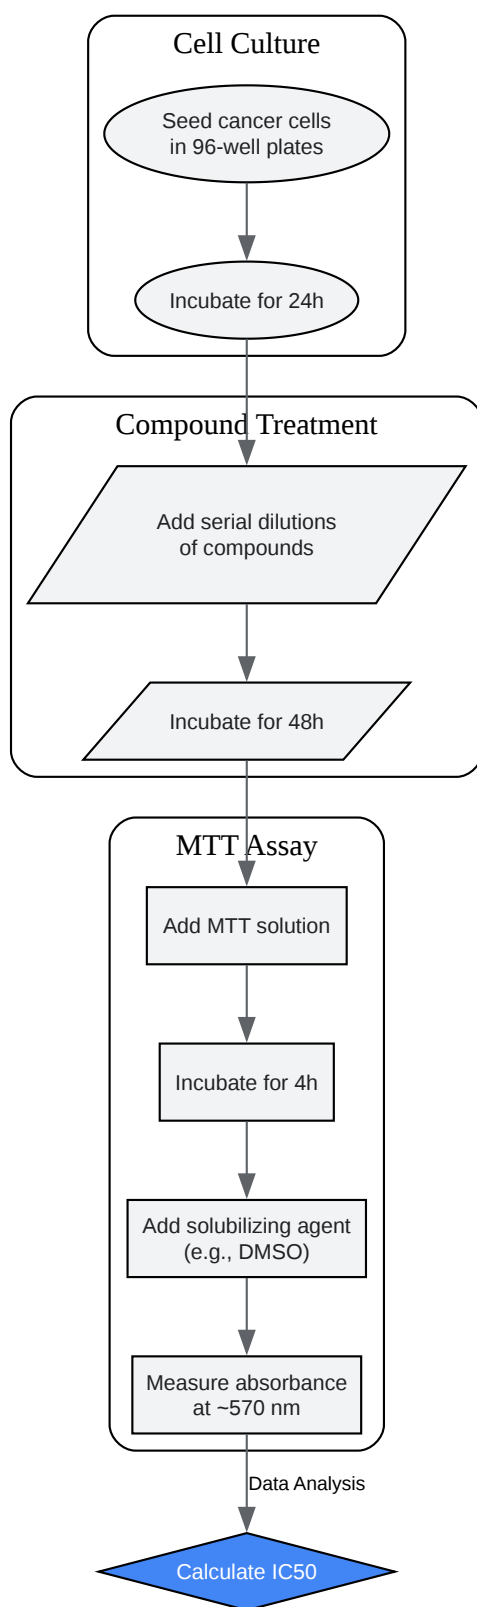 Cell Culture
Seed cancer cells
in 96-well plates
Incubate for 24h
Compound Treatment
Add serial dilutions
of compounds
Incubate for 48h
MTT Assay
Add MTT solution
Incubate for 4h
Add solubilizing agent
(e.g., DMSO)
Measure absorbance
at ~570 nm
Data Analysis
Calculate IC50